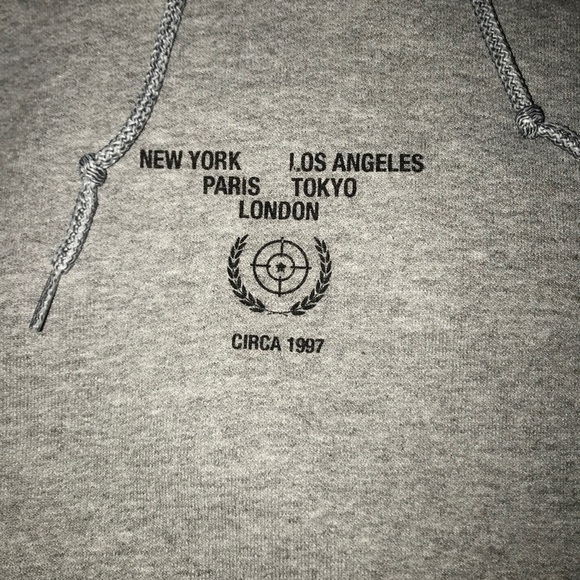 NEW YORK LOS ANGELES
PARIS TOKYO
LONDON
CIRCA 1997